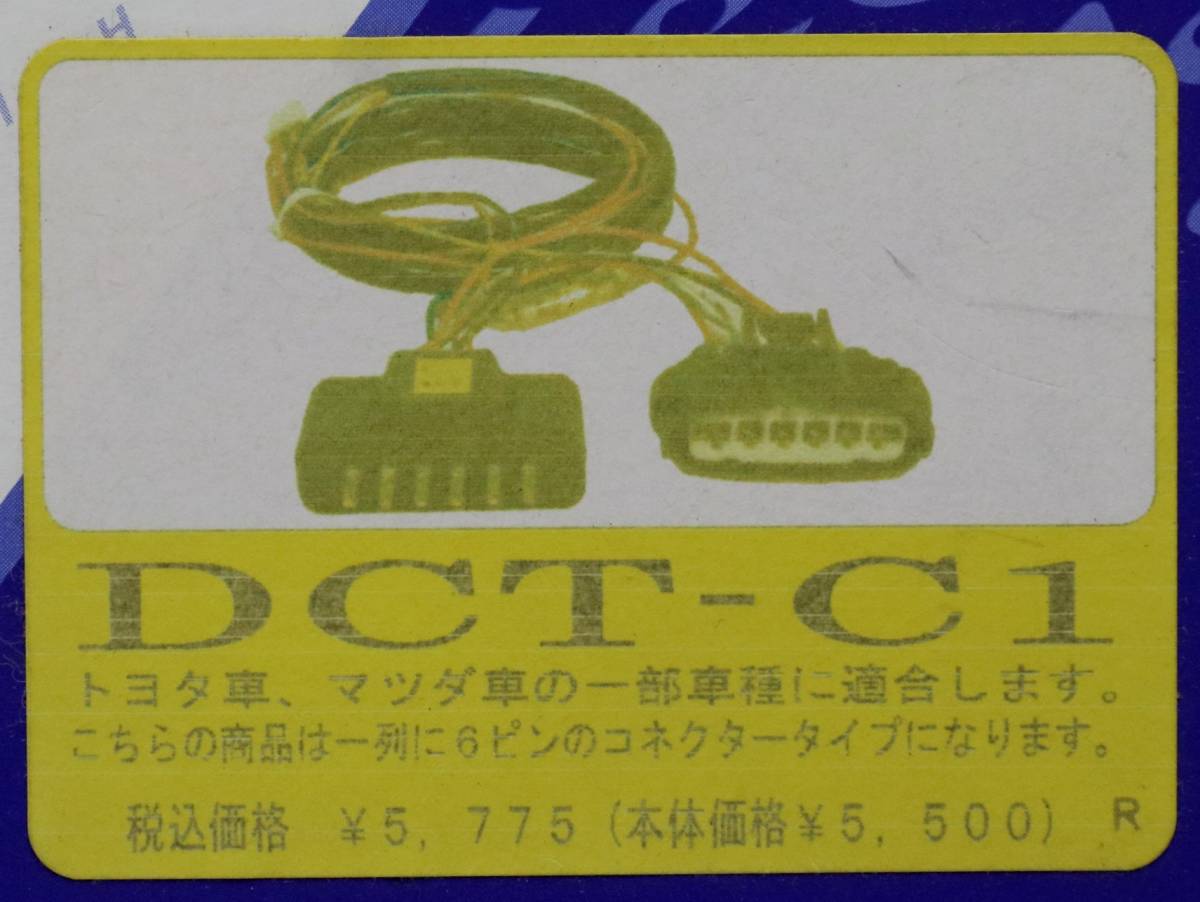 DCT-C1
トヨタ車、マツダ車の一部車種に適合します。
こちらの商品は一列に6ピンのコネクタータイプになります。
税込価格 ¥5,775(本体価格¥5,500) R